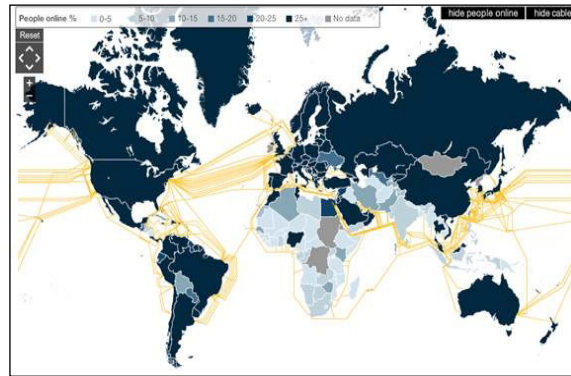 People online % 0-5 5-10 10-15 15-20 20-25 25+ No data
hide people online hide cable
Reset
+